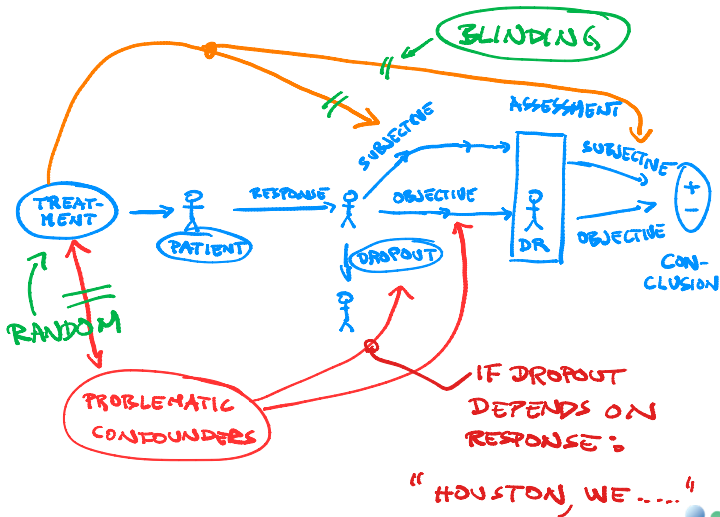 BLINDING
ASSESSMENT
SUBJECTIVE
SUBJECTIVE
TREAT-
MENT
RESPONSE
OBJECTIVE
+
−
PATIENT
DROPOUT
DR
OBJECTIVE
CON-
CLUSION
RANDOM
PROBLEMATIC
CONFOUNDERS
IF DROPOUT
DEPENDS ON
RESPONSE:
"HOUSTON, WE ....."